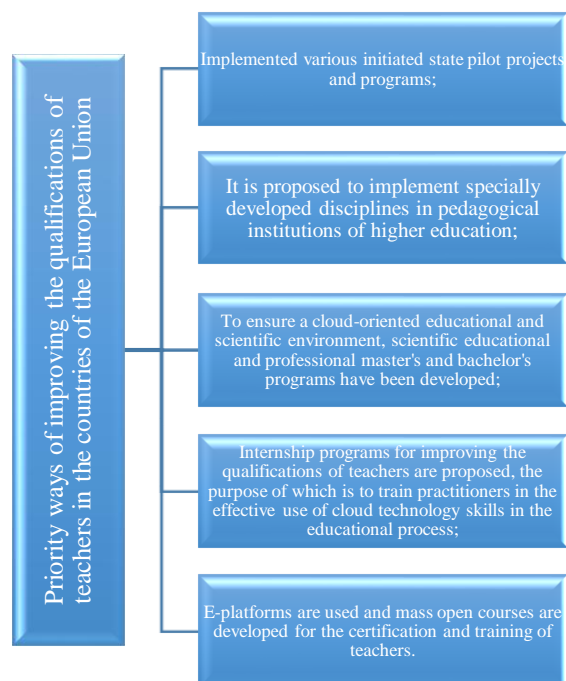 Priority ways of improving the qualifications of
teachers in the countries of the European Union
Implemented various initiated state pilot projects
and programs;
It is proposed to implement specially
developed disciplines in pedagogical
institutions of higher education;
To ensure a cloud-oriented educational and
scientific environment, scientific educational
and professional master's and bachelor's
programs have been developed;
Internship programs for improving the
qualifications of teachers are proposed, the
purpose of which is to train practitioners in the
effective use of cloud technology skills in the
educational process;
E-platforms are used and mass open courses are
developed for the certification and training of
teachers.